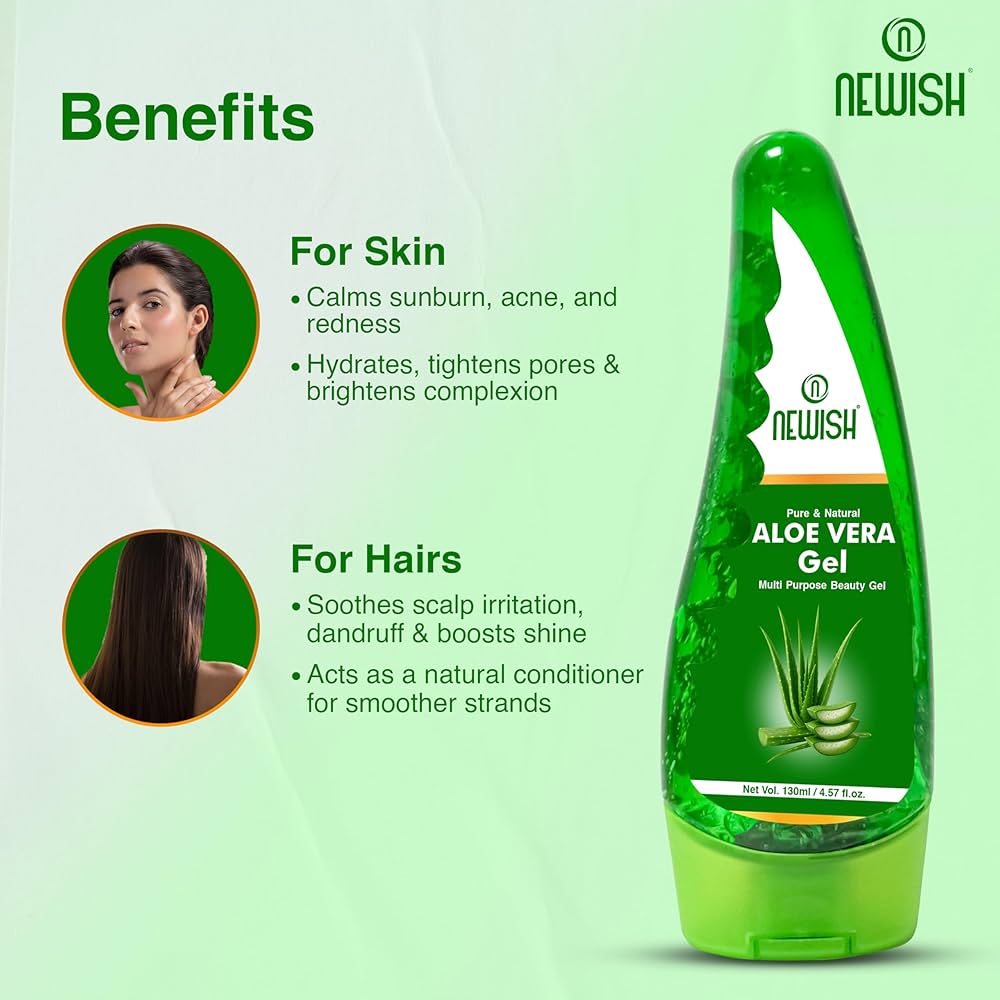 n
NEWISH®
Benefits
For Skin
• Calms sunburn, acne, and
redness
• Hydrates, tightens pores &
brightens complexion
For Hairs
• Soothes scalp irritation,
dandruff & boosts shine
• Acts as a natural conditioner
for smoother strands
n
NEWISH®
Pure & Natural
ALOE VERA
Gel
Multi Purpose Beauty Gel
Net Vol. 130ml / 4.57 fl.oz.